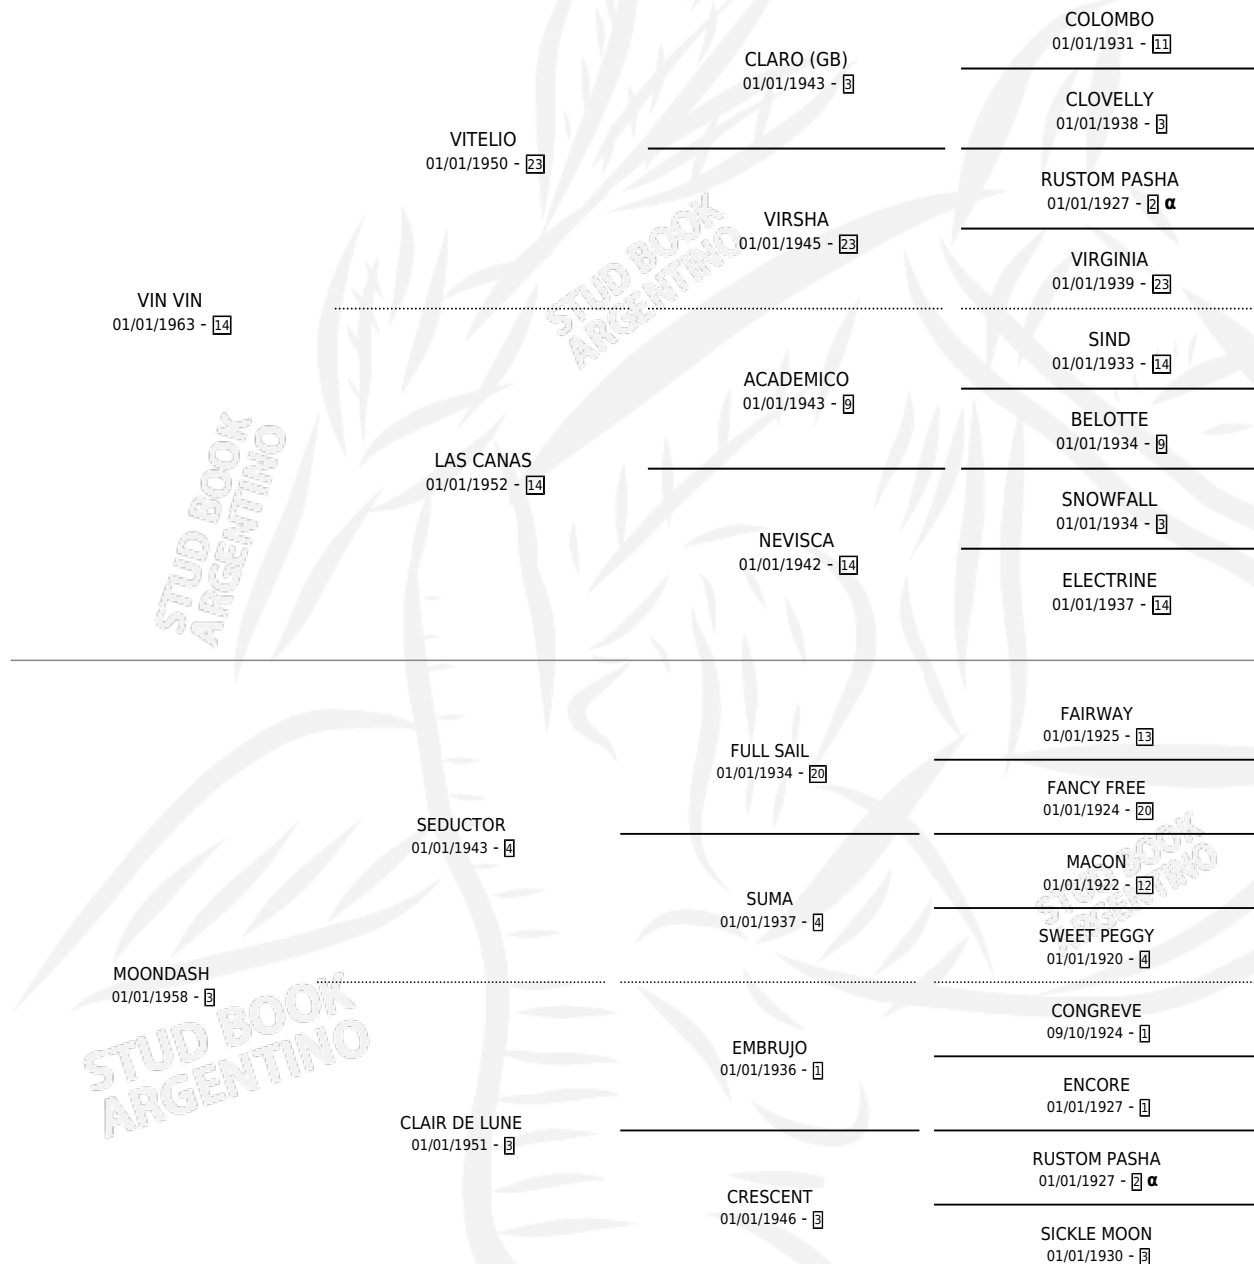 COLOMBO
01/01/1931 - 11
CLARO (GB)
01/01/1943 - 3
CLOVELLY
01/01/1938 - 3
VITELIO
01/01/1950 - 23
RUSTOM PASHA
01/01/1927 - 2 α
VIRSHA
01/01/1945 - 23
VIRGINIA
01/01/1939 - 23
VIN VIN
01/01/1963 - 14
SIND
01/01/1933 - 14
ACADEMICO
01/01/1943 - 9
BELOTTE
01/01/1934 - 9
LAS CANAS
01/01/1952 - 14
SNOWFALL
01/01/1934 - 3
NEVISCA
01/01/1942 - 14
ELECTRINE
01/01/1937 - 14
FAIRWAY
01/01/1925 - 13
FULL SAIL
01/01/1934 - 20
FANCY FREE
01/01/1924 - 20
SEDUCTOR
01/01/1943 - 4
MACON
01/01/1922 - 12
SUMA
01/01/1937 - 4
SWEET PEGGY
01/01/1920 - 4
MOONDASH
01/01/1958 - 3
CONGREVE
09/10/1924 - 1
EMBRUJO
01/01/1936 - 1
ENCORE
01/01/1927 - 1
CLAIR DE LUNE
01/01/1951 - 3
RUSTOM PASHA
01/01/1927 - 2 α
CRESCENT
01/01/1946 - 3
SICKLE MOON
01/01/1930 - 3
STUD BOOK
ARGENTINO
STUD BOOK
ARGENTINO
STUD BOOK
ARGENTINO
STUD BOOK
ARGENTINO